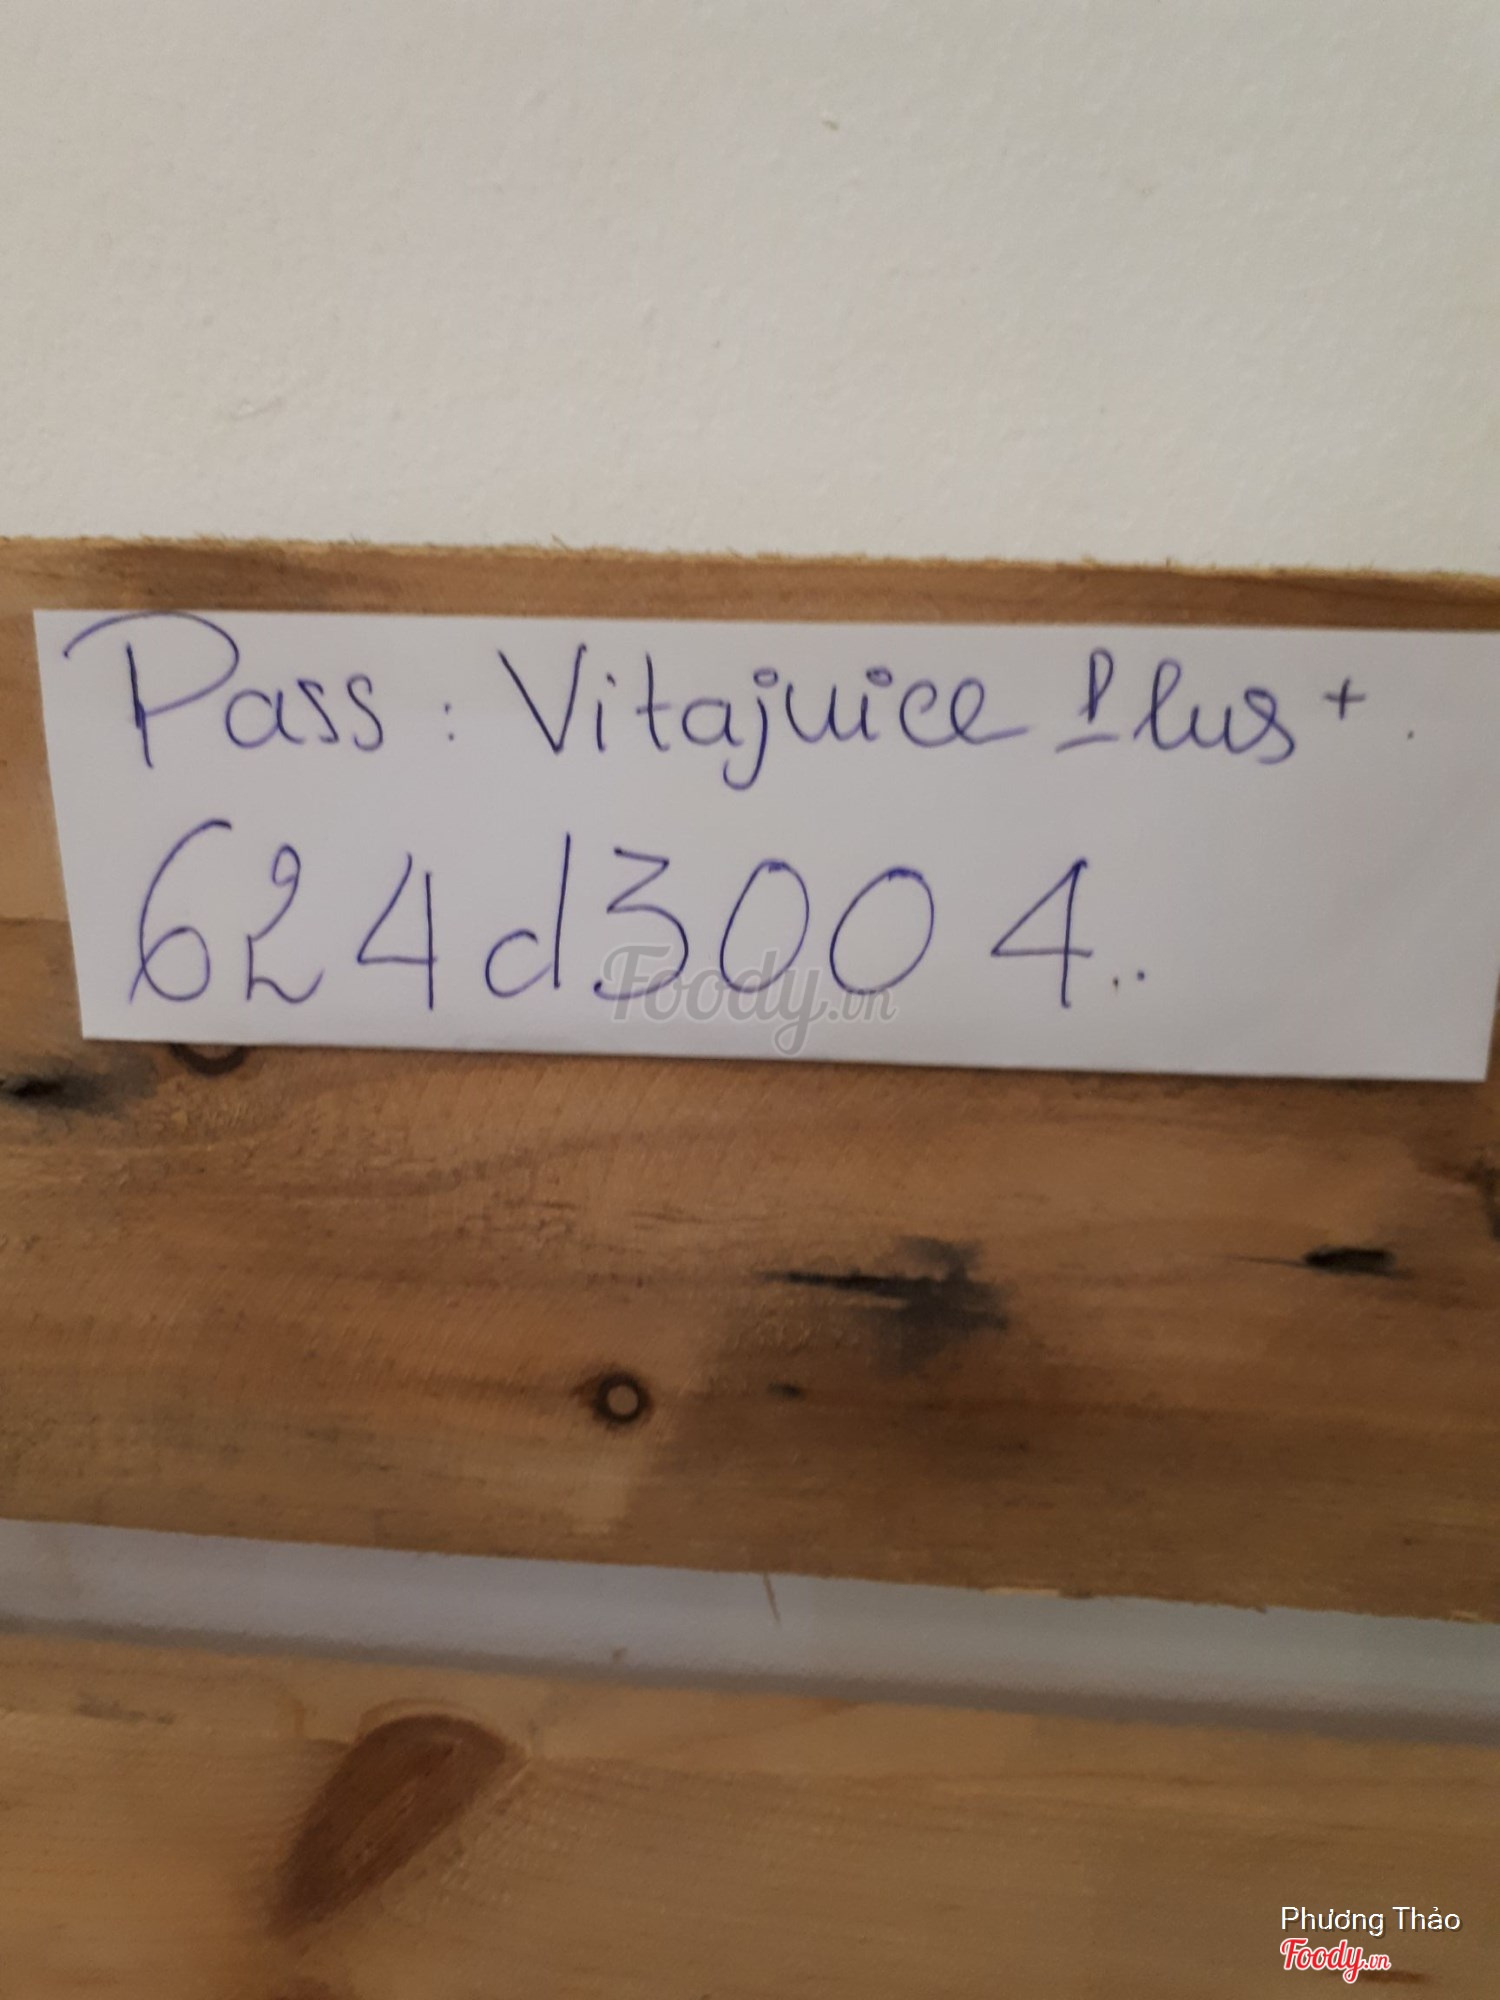 Pass : Vitajuice Plus +.
624d3004..
Foody.vn
Phương Thảo
Foody.vn